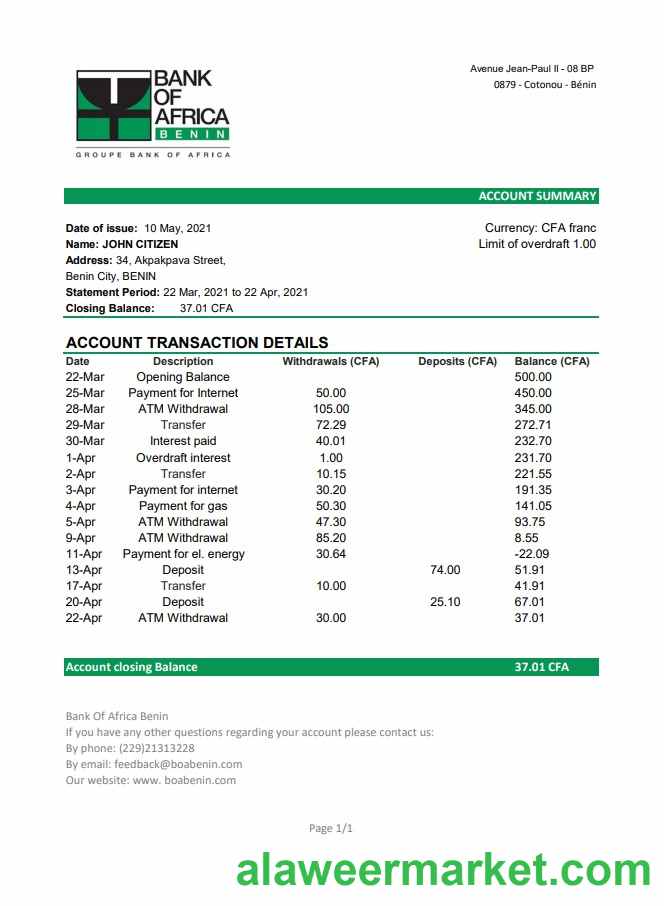 BANK
OF
AFRICA
BENIN
GROUPE BANK OF AFRICA
Avenue Jean-Paul II - 08 BP
0879 - Cotonou - Bénin
ACCOUNT SUMMARY
Date of issue: 10 May, 2021
Currency: CFA franc
Name: JOHN CITIZEN
Limit of overdraft 1.00
Address: 34, Akpakpava Street,
Benin City, BENIN
Statement Period: 22 Mar, 2021 to 22 Apr, 2021
Closing Balance: 37.01 CFA
ACCOUNT TRANSACTION DETAILS
Date Description Withdrawals (CFA) Deposits (CFA) Balance (CFA)
22-Mar Opening Balance 500.00
25-Mar Payment for Internet 50.00 450.00
28-Mar ATM Withdrawal 105.00 345.00
29-Mar Transfer 72.29 272.71
30-Mar Interest paid 40.01 232.70
1-Apr Overdraft interest 1.00 231.70
2-Apr Transfer 10.15 221.55
3-Apr Payment for internet 30.20 191.35
4-Apr Payment for gas 50.30 141.05
5-Apr ATM Withdrawal 47.30 93.75
9-Apr ATM Withdrawal 85.20 8.55
11-Apr Payment for el. energy 30.64 -22.09
13-Apr Deposit 74.00 51.91
17-Apr Transfer 10.00 41.91
20-Apr Deposit 25.10 67.01
22-Apr ATM Withdrawal 30.00 37.01
Account closing Balance 37.01 CFA
Bank Of Africa Benin
If you have any other questions regarding your account please contact us:
By phone: (229)21313228
By email: feedback@boabenin.com
Our website: www. boabenin.com
Page 1/1
alaweermarket.com